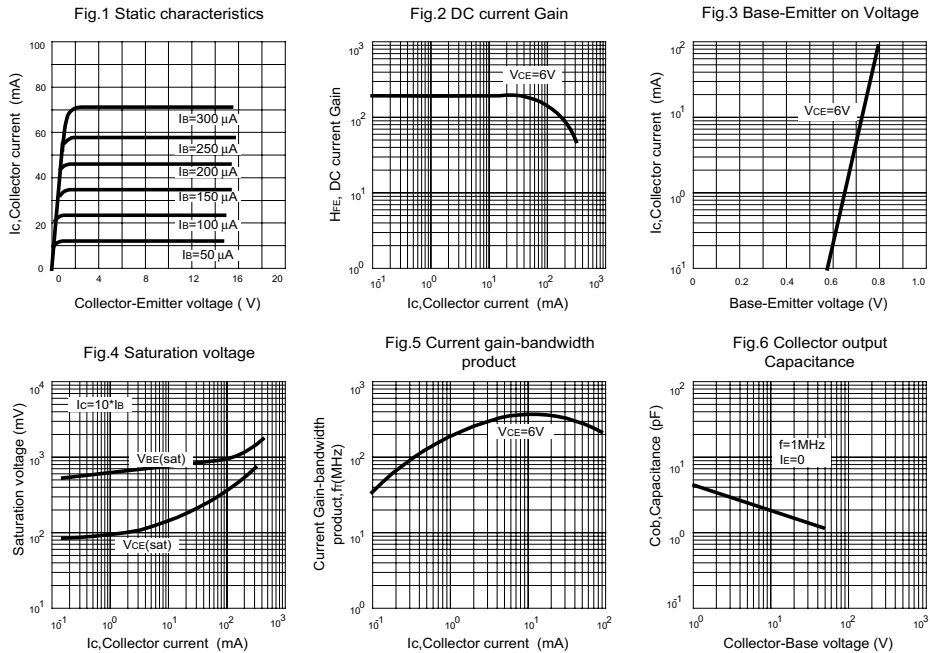 Fig.1 Static characteristics
Ic,Collector current (mA)
100
80
60
40
20
0
IB=300 μA
IB=250 μA
IB=200 μA
IB=150 μA
IB=100 μA
IB=50 μA
0 4 8 12 16 20
Collector-Emitter voltage ( V)
Fig.2 DC current Gain
HFE, DC current Gain
10³
10²
10¹
10⁰
VCE=6V
10⁻¹ 10⁰ 10¹ 10² 10³
Ic,Collector current (mA)
Fig.3 Base-Emitter on Voltage
Ic,Collector current (mA)
10²
10¹
10⁰
10⁻¹
VCE=6V
0 0.2 0.4 0.6 0.8 1.0
Base-Emitter voltage (V)
Fig.4 Saturation voltage
Saturation voltage (mV)
10⁴
10³
10²
10¹
IC=10*IB
VBE(sat)
VCE(sat)
10⁻¹ 10⁰ 10¹ 10² 10³
Ic,Collector current (mA)
Fig.5 Current gain-bandwidth
product
Current Gain-bandwidth
product,fT(MHz)
10³
10²
10¹
10⁰
VCE=6V
10⁻¹ 10⁰ 10¹ 10²
Ic,Collector current (mA)
Fig.6 Collector output
Capacitance
Cob,Capacitance (pF)
10²
10¹
10⁰
10⁻¹
f=1MHz
IE=0
10⁰ 10¹ 10² 10³
Collector-Base voltage (V)